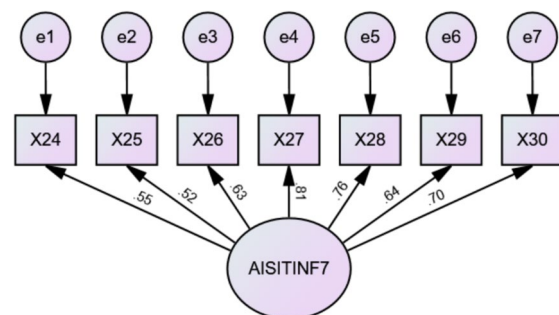 e1 e2 e3 e4 e5 e6 e7
X24 X25 X26 X27 X28 X29 X30
.55 .52 .63 .81 .76 .64 .70
AISITINF7